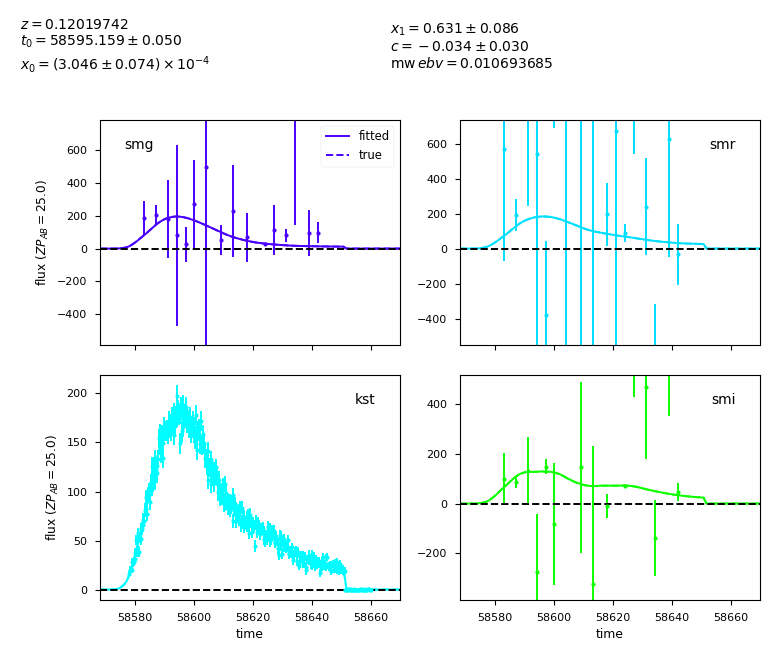 z = 0.12019742
t₀ = 58595.159 ± 0.050
x₀ = (3.046 ± 0.074) × 10⁻⁴
x₁ = 0.631 ± 0.086
c = −0.034 ± 0.030
mw ebv = 0.010693685
smg
fitted
true
600
400
200
0
−200
−400
flux (ZP_AB = 25.0)
smr
600
400
200
0
−200
−400
kst
200
150
100
50
0
flux (ZP_AB = 25.0)
58580 58600 58620 58640 58660
time
smi
400
200
0
−200
58580 58600 58620 58640 58660
time